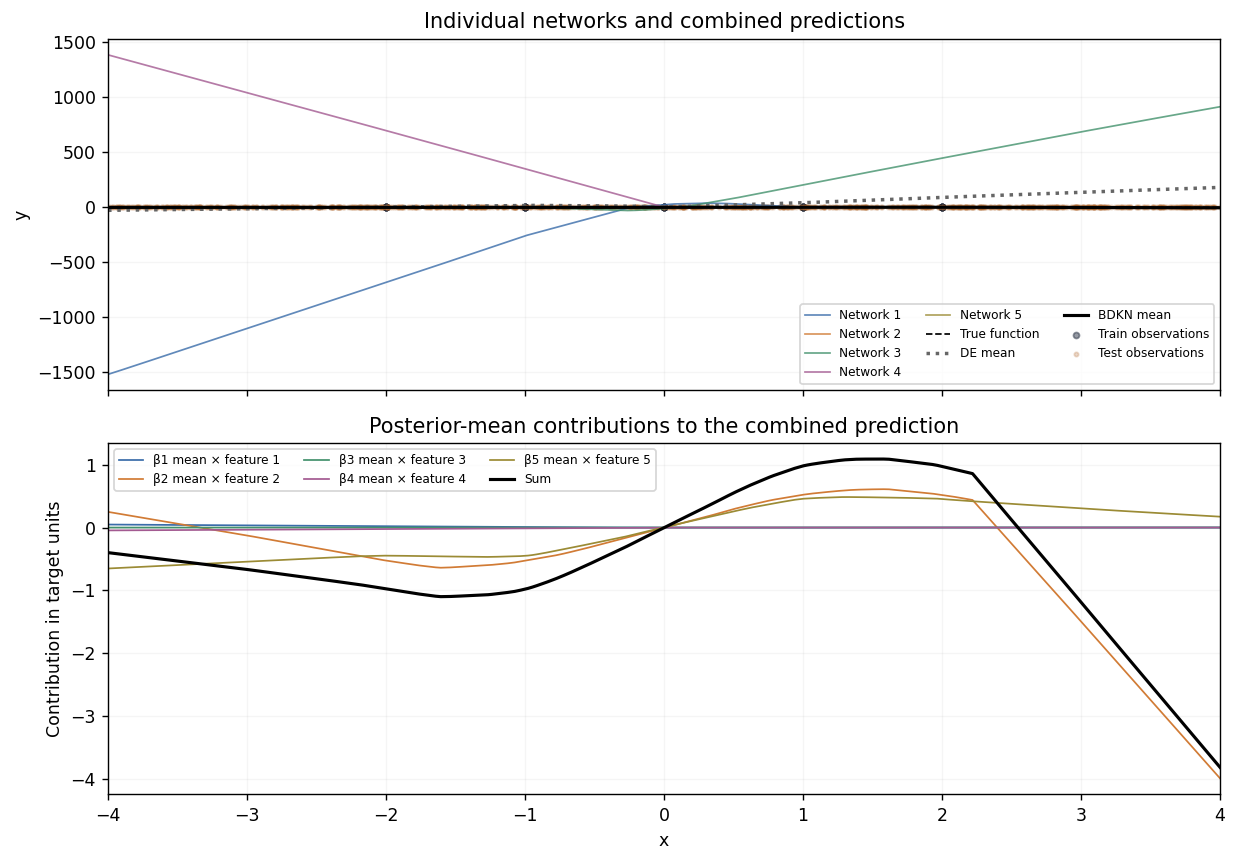 Individual networks and combined predictions
1500
1000
500
0
−500
−1000
−1500
y
Network 1
Network 2
Network 3
Network 4
Network 5
True function
DE mean
BDKN mean
Train observations
Test observations
Posterior-mean contributions to the combined prediction
1
0
−1
−2
−3
−4
Contribution in target units
β1 mean × feature 1
β2 mean × feature 2
β3 mean × feature 3
β4 mean × feature 4
β5 mean × feature 5
Sum
−4 −3 −2 −1 0 1 2 3 4
x